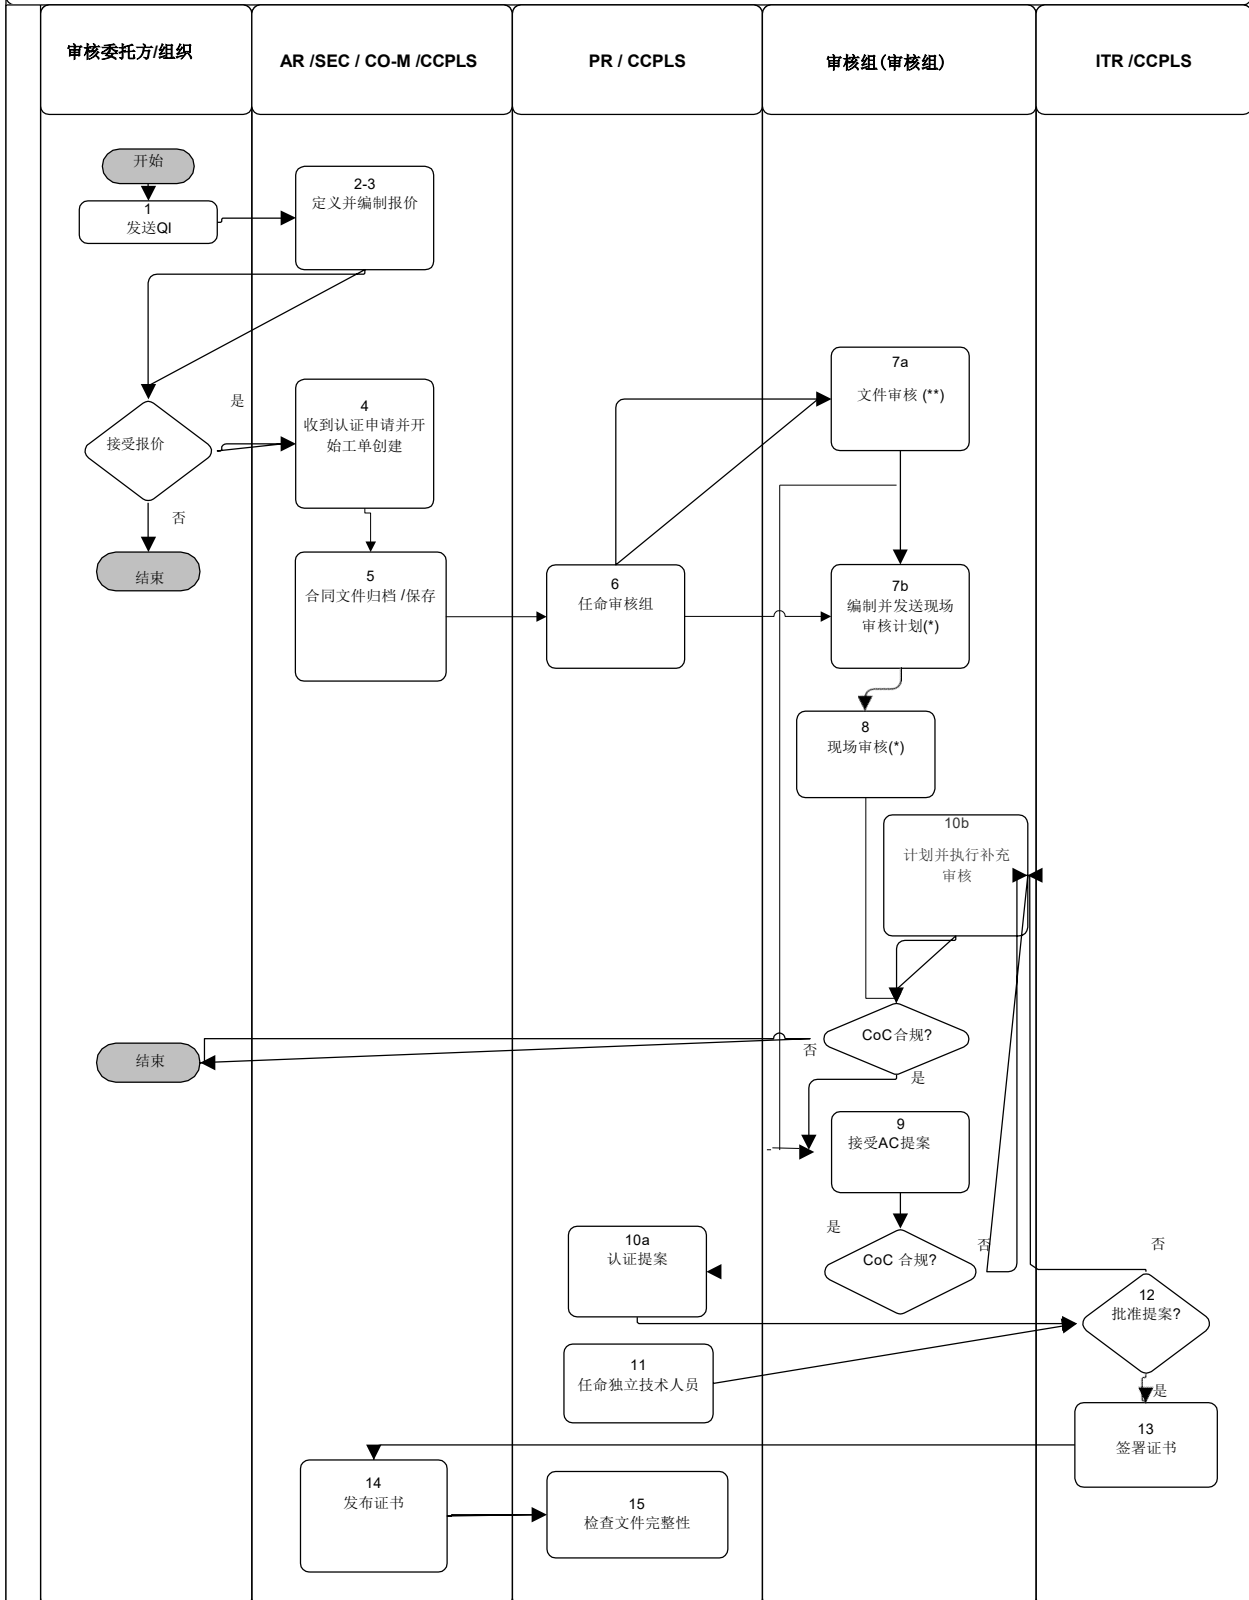 审核委托方/组织
AR /SEC / CO-M /CCPLS
PR / CCPLS
审核组(审核组)
ITR /CCPLS
开始
1
发送QI
2-3
定义并编制报价
接受报价
是
否
结束
4
收到认证申请并开
始工单创建
5
合同文件归档 /保存
6
任命审核组
7a
文件审核 (**)
7b
编制并发送现场
审核计划(*)
8
现场审核(*)
10b
计划并执行补充
审核
CoC合规?
否
是
结束
9
接受AC提案
是
CoC 合规?
否
10a
认证提案
11
任命独立技术人员
否
12
批准提案?
是
13
签署证书
14
发布证书
15
检查文件完整性